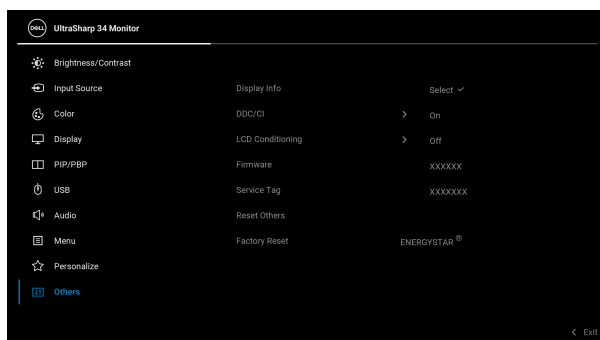 DELL UltraSharp 34 Monitor
Brightness/Contrast
Input Source Display Info Select ✓
Color DDC/CI > On
Display LCD Conditioning > Off
PIP/PBP Firmware XXXXXX
USB Service Tag XXXXXXX
Audio Reset Others
Menu Factory Reset ENERGYSTAR ®
Personalize
Others
< Exit